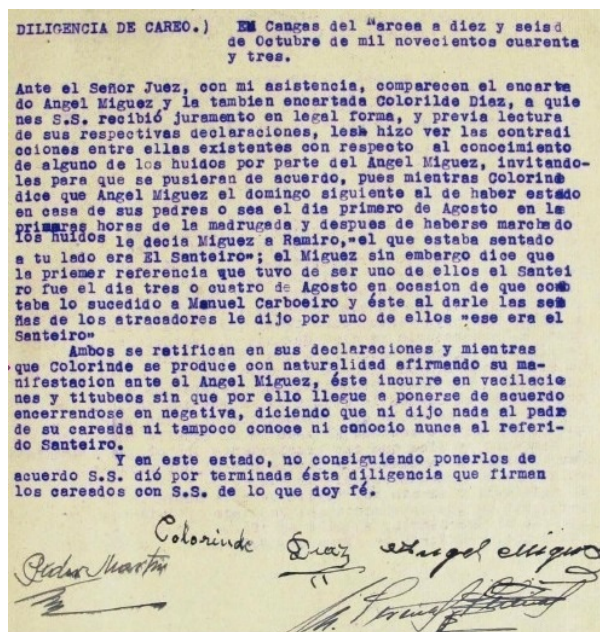 DILIGENCIA DE CAREO.) En Cangas del Marcea a diez y seisd
de Octubre de mil novecientos cuarenta
y tres.
Ante el Señor Juez, con mi asistencia, comparecen el encarta
do Angel Miguez y la tambien encartada Colorilde Diaz, a quie
nes S.S. recibió juramento en legal forma, y previa lectura
de sus respectivas declaraciones, lesh hizo ver las contradi
cciones entre ellas existentes con respecto al conocimiento
de alguno de los huidos por parte del Angel Miguez, invitando-
les para que se pusieran de acuerdo, pues mientras Colorinde
dice que Angel Miguez el domingo siguiente al de haber estado
en casa de sus padres o sea el dia primero de Agosto en las
primeras horas de la madrugada y despues de haberse marchado
los huidos le decia Miguez a Ramiro,"el que estaba sentado
a tu lado era El Santeiro"; el Miguez sin embargo dice que
la priemer referencia que tuvo de ser uno de ellos el Santei
ro fue el dia tres o cuatro de Agosto en ocasion de que con
taba lo sucedido a Manuel Carboeiro y éste al darle las se
ñas de los atracadores le dijo por uno de ellos "ese era el
Santeiro"
Ambos se ratifican en sus declaraciones y mientras
que Colorinde se produce con naturalidad afirmando su ma-
nifestacion ante el Angel Miguez, éste incurre en vacilacio
nes y titubeos sin que por ello llegue a ponerse de acuerdo
encerrandose en negativa, diciendo que ni dijo nada al padre
de su careada ni tampoco conoce ni conocio nunca al referi-
do Santeiro.
Y en este estado, no consiguiendo ponerlos de
acuerdo S.S. dió por terminada ésta diligencia que firman
los careados con S.S. de lo que doy fé.
Colorinde Diaz Angel Miguez
Martin